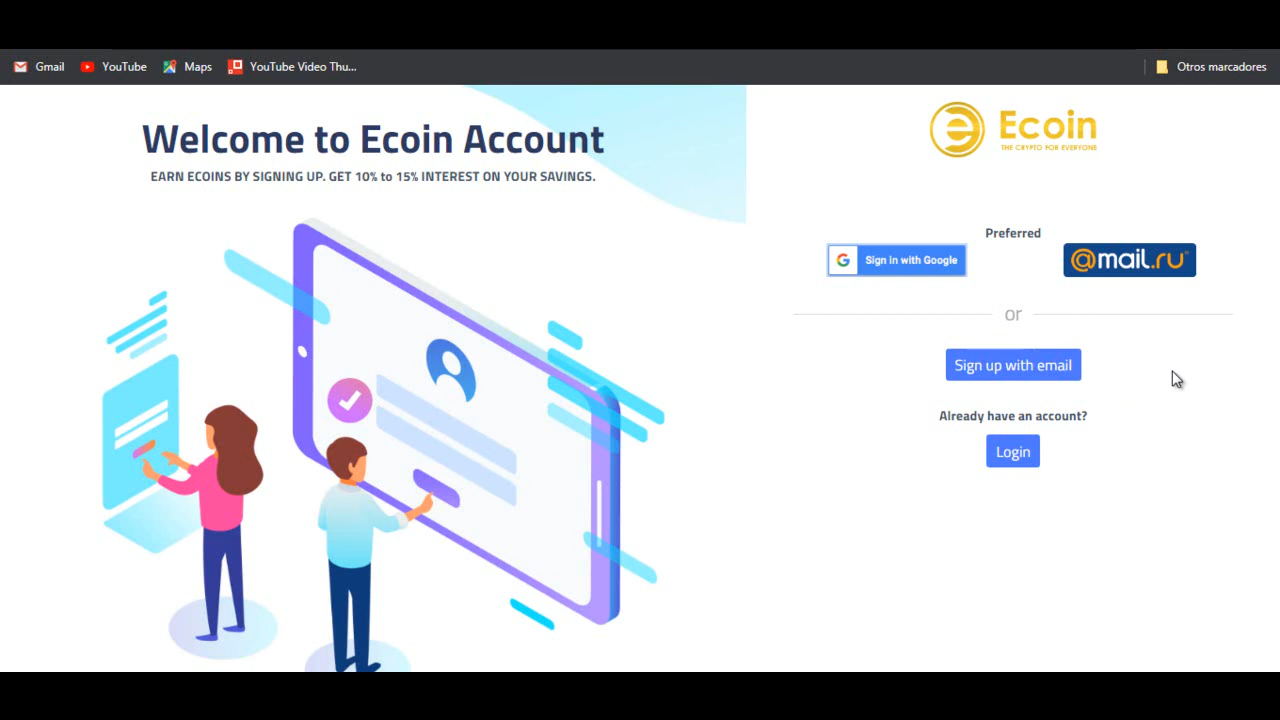 Gmail YouTube Maps YouTube Video Thu... Otros marcadores
Welcome to Ecoin Account
EARN ECOINS BY SIGNING UP. GET 10% to 15% INTEREST ON YOUR SAVINGS.
Ecoin
THE CRYPTO FOR EVERYONE
Preferred
Sign in with Google
@mail.ru
or
Sign up with email
Already have an account?
Login